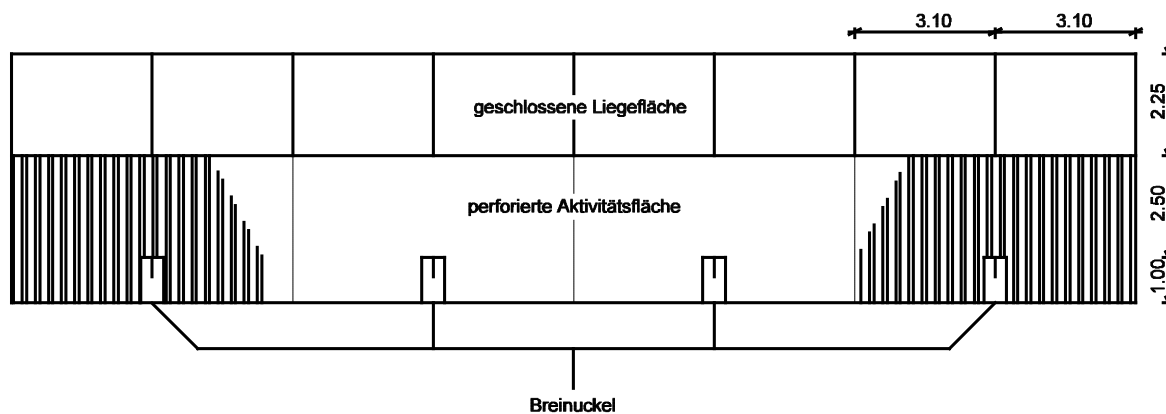 3.10
3.10
geschlossene Liegefläche
2.25
perforierte Aktivitätsfläche
2.50
1.00
Breinuckel